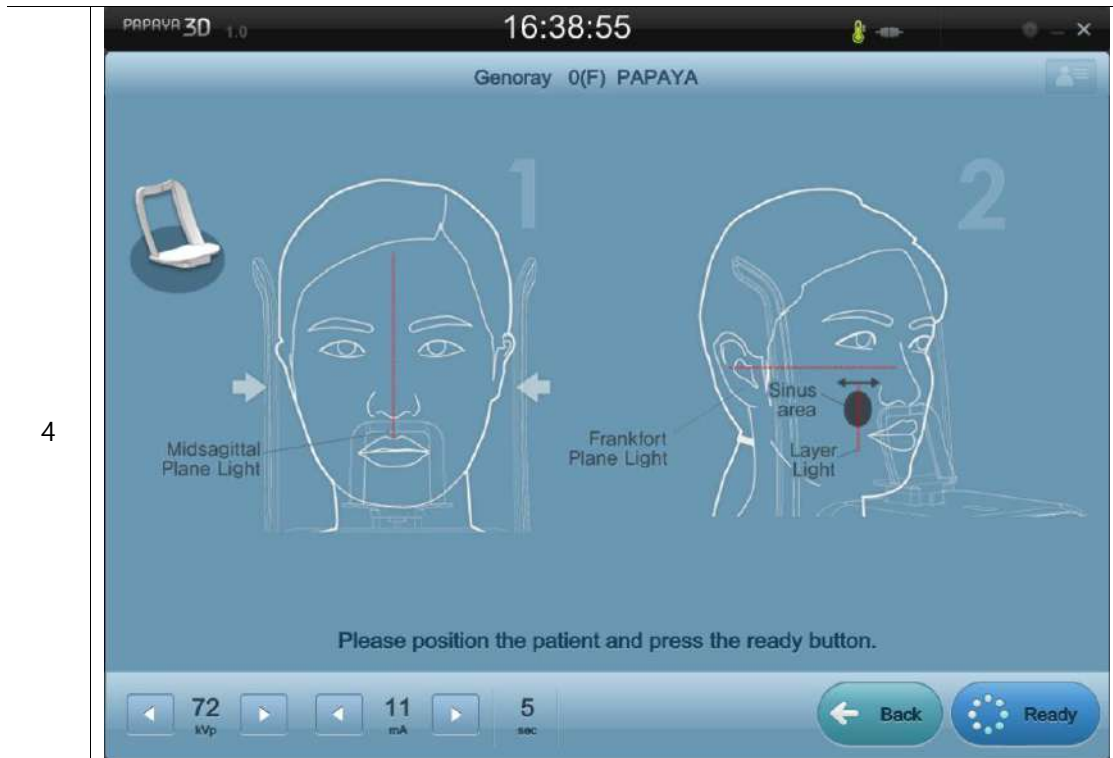 PAPAYA 3D 1.0
16:38:55
Genoray 0(F) PAPAYA
1
2
Midsagittal
Plane Light
Frankfort
Plane Light
Sinus
area
Layer
Light
4
Please position the patient and press the ready button.
72
kVp
11
mA
5
sec
Back
Ready